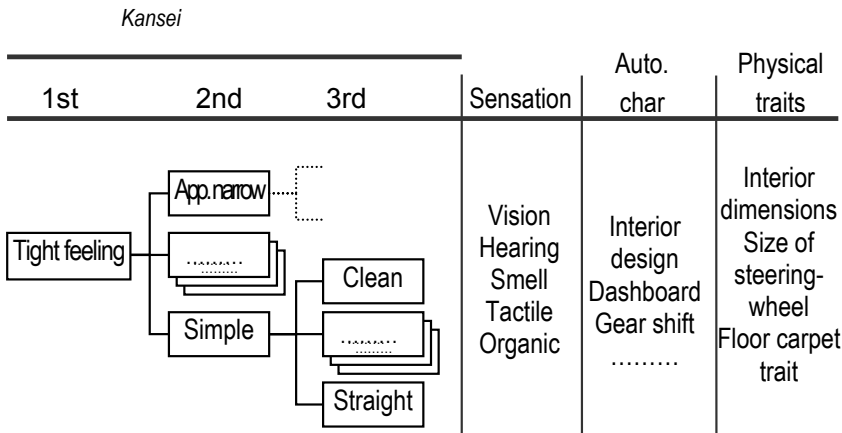 Kansei
1st 2nd 3rd Sensation Auto. char Physical traits
App. narrow
Tight feeling
.........
.........
Simple
Clean
.........
.........
Straight
Vision
Hearing
Smell
Tactile
Organic
Interior
design
Dashboard
Gear shift
.........
Interior
dimensions
Size of
steering-
wheel
Floor carpet
trait